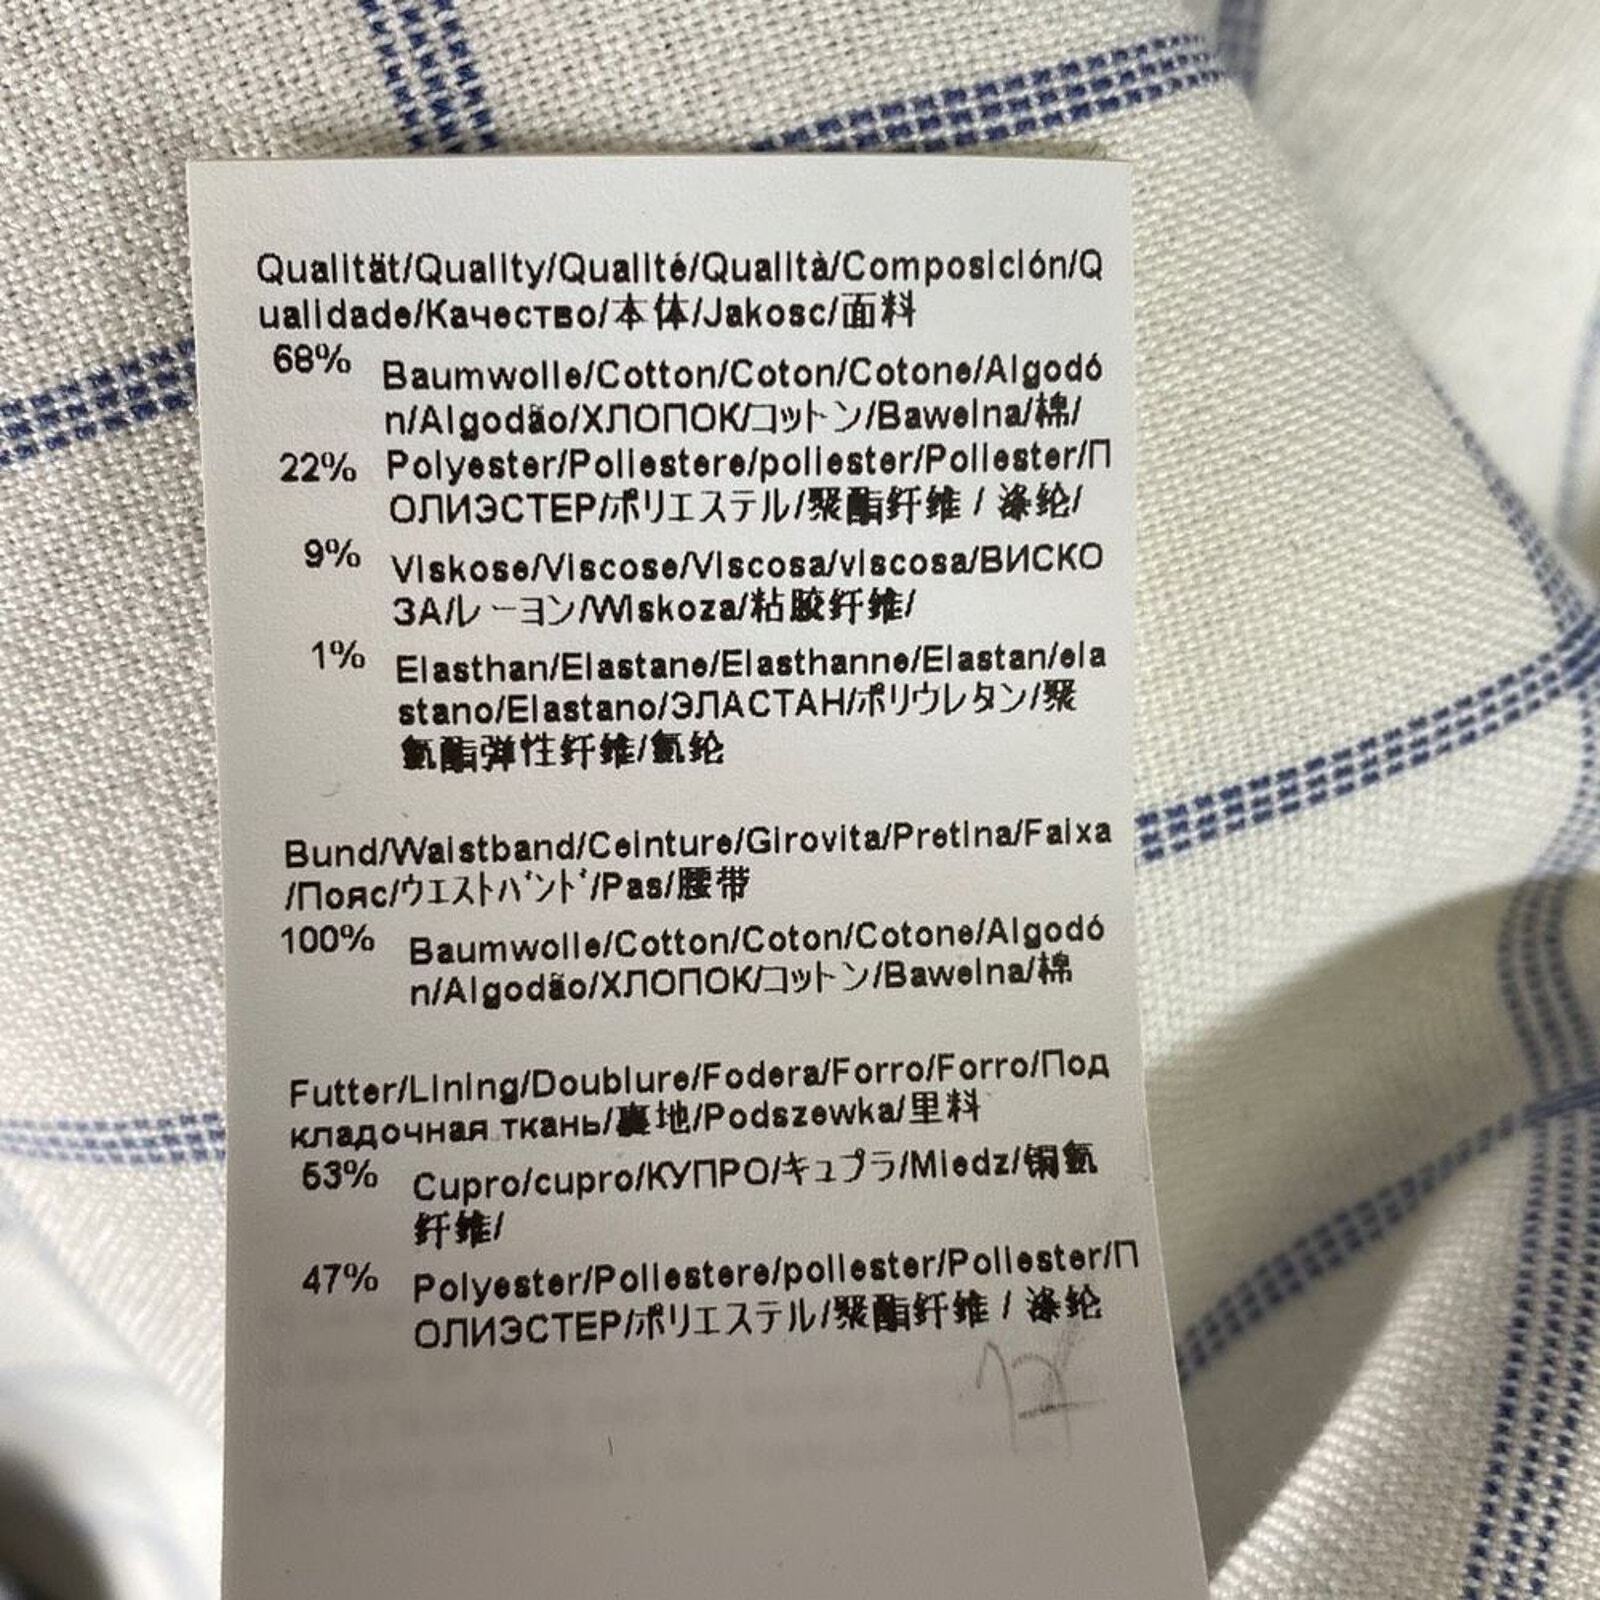 Qualität/Quality/Qualité/Qualità/Composición/Q
ualidade/Качество/本体/Jakosc/面料
68% Baumwolle/Cotton/Coton/Cotone/Algodó
n/Algodão/ХЛОПОК/コットン/Bawelna/棉/
22% Polyester/Poliestere/poliester/Poliester/П
ОЛИЭСТЕР/ポリエステル/聚酯纤维 / 涤纶/
9% Viskose/Viscose/Viscosa/viscosa/ВИСКО
ЗА/レーヨン/Wiskoza/粘胶纤维/
1% Elasthan/Elastane/Elasthanne/Elastan/ela
stano/Elastano/ЭЛАСТАН/ポリウレタン/聚
氨酯弹性纤维/氨纶
Bund/Waistband/Ceinture/Girovita/Pretina/Faixa
/Пояс/ウエストバンド/Pas/腰带
100% Baumwolle/Cotton/Coton/Cotone/Algodó
n/Algodão/ХЛОПОК/コットン/Bawelna/棉
Futter/Lining/Doublure/Fodera/Forro/Forro/Под
кладочная ткань/裏地/Podszewka/里料
53% Cupro/cupro/КУПРО/キュプラ/Miedz/铜氨
纤维/
47% Polyester/Poliestere/poliester/Poliester/П
ОЛИЭСТЕР/ポリエステル/聚酯纤维 / 涤纶